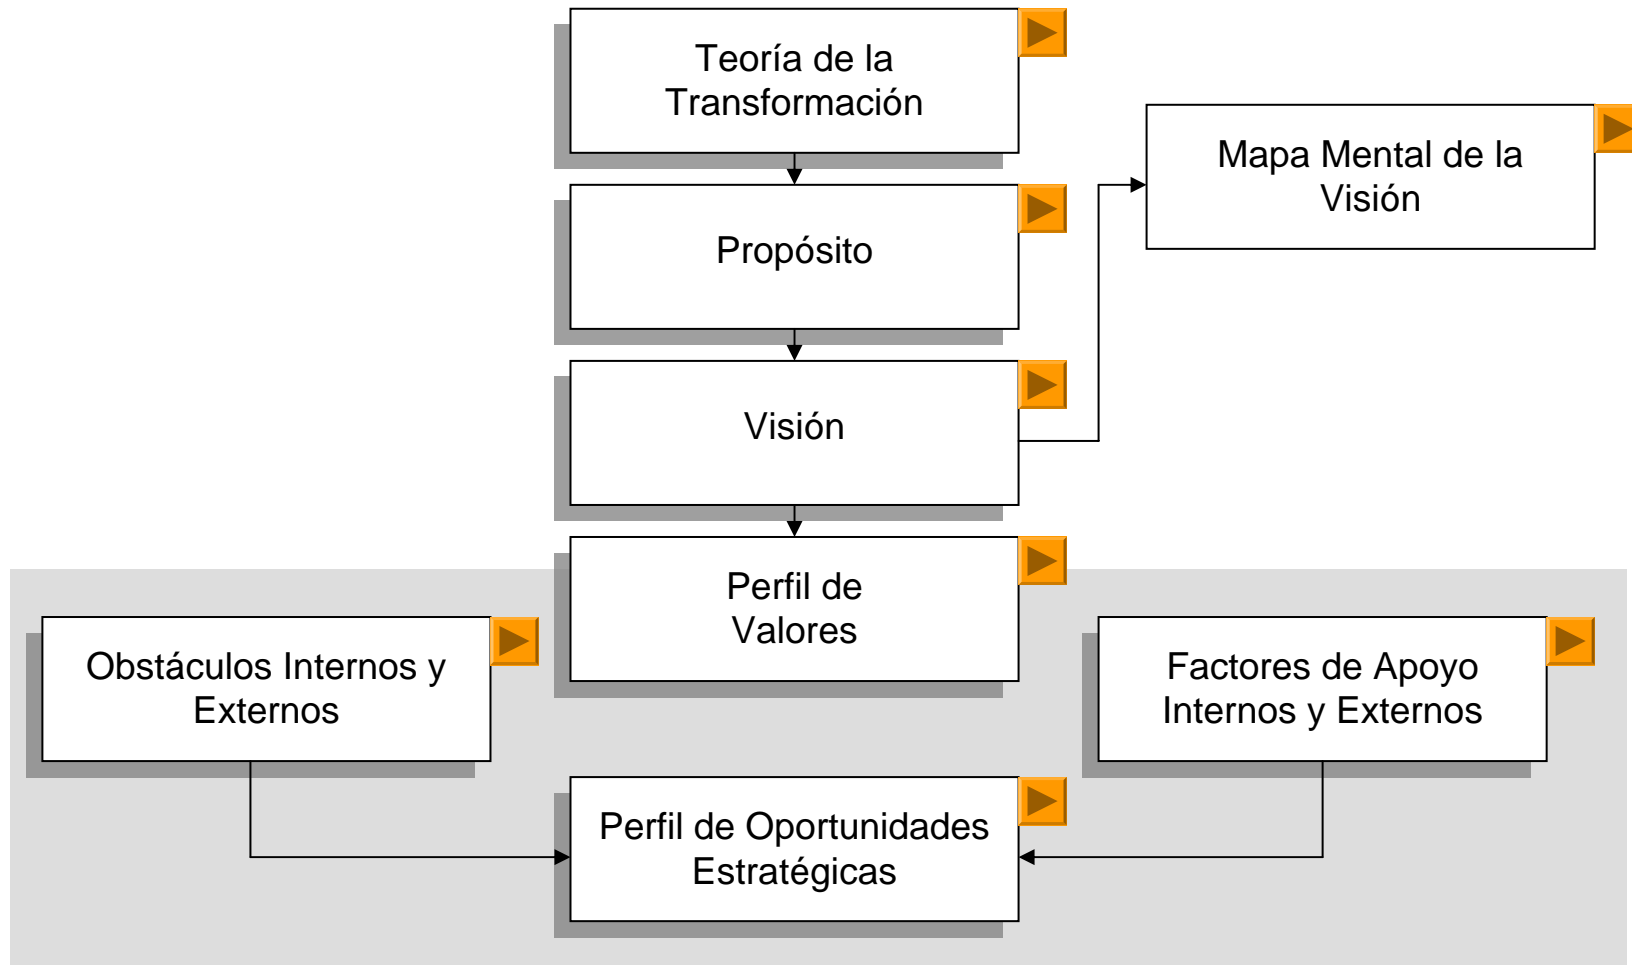 Teoría de la
Transformación
Mapa Mental de la
Visión
Propósito
Visión
Perfil de
Valores
Obstáculos Internos y
Externos
Factores de Apoyo
Internos y Externos
Perfil de Oportunidades
Estratégicas